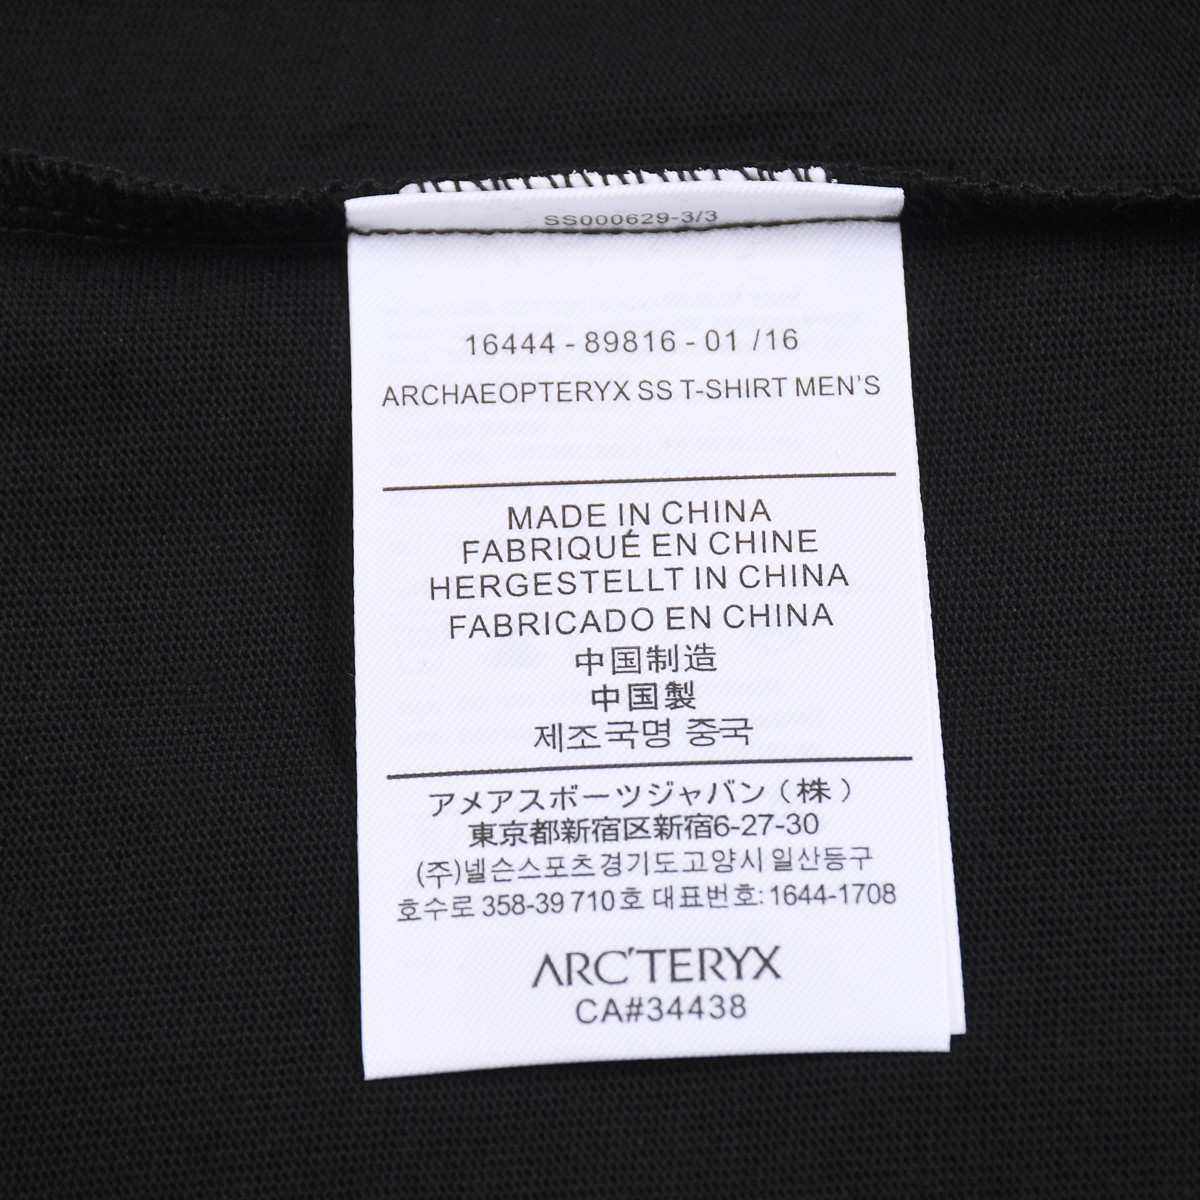 SS000629-3/3
16444 - 89816 - 01 /16
ARCHAEOPTERYX SS T-SHIRT MEN'S
MADE IN CHINA
FABRIQUÉ EN CHINE
HERGESTELLT IN CHINA
FABRICADO EN CHINA
中国制造
中国製
제조국명 중국
アメアスボーツジャバン（株）
東京都新宿区新宿6-27-30
(주)넬슨스포츠경기도고양시일산등구
호수로 358-39 710호 대표번호: 1644-1708
ARC'TERYX
CA#34438